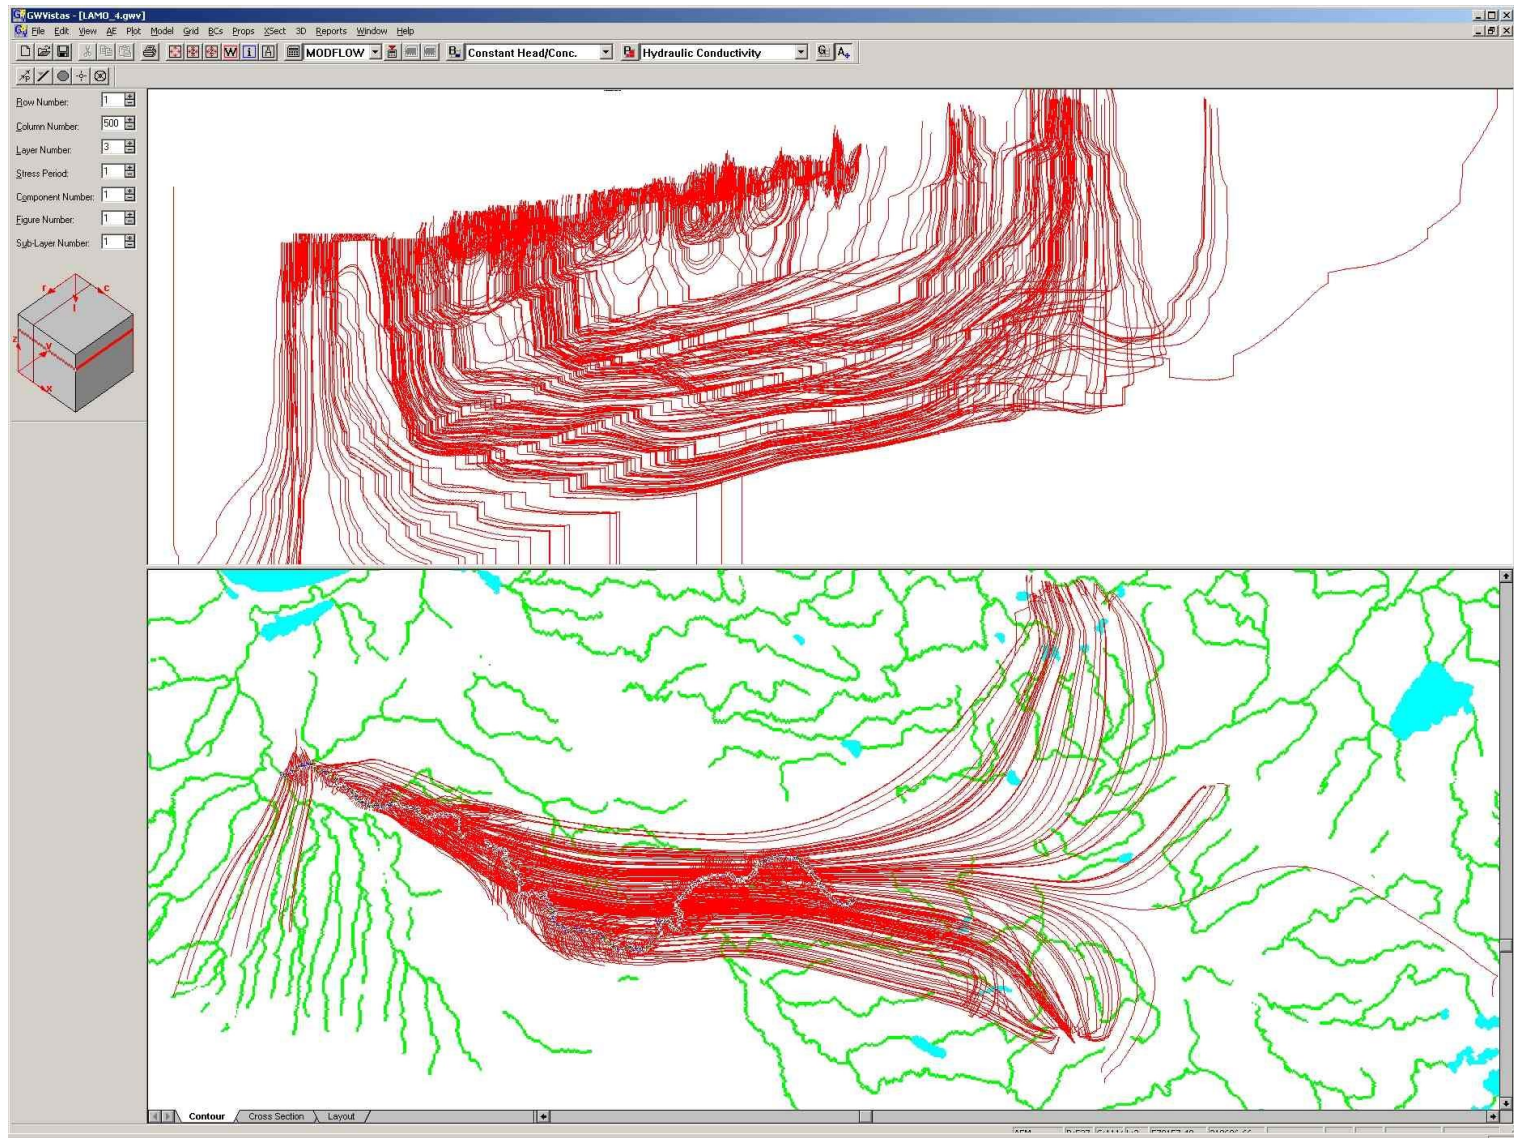 GWVistas - [LAMO_4.gwv]
File Edit View AE Plot Model Grid BCs Props XSect 3D Reports Window Help
MODFLOW Constant Head/Conc. Hydraulic Conductivity
Row Number: 1
Column Number: 500
Layer Number: 3
Stress Period: 1
Component Number: 1
Figure Number: 1
Sub-Layer Number: 1
r c
l
z y
x
Contour Cross Section Layout